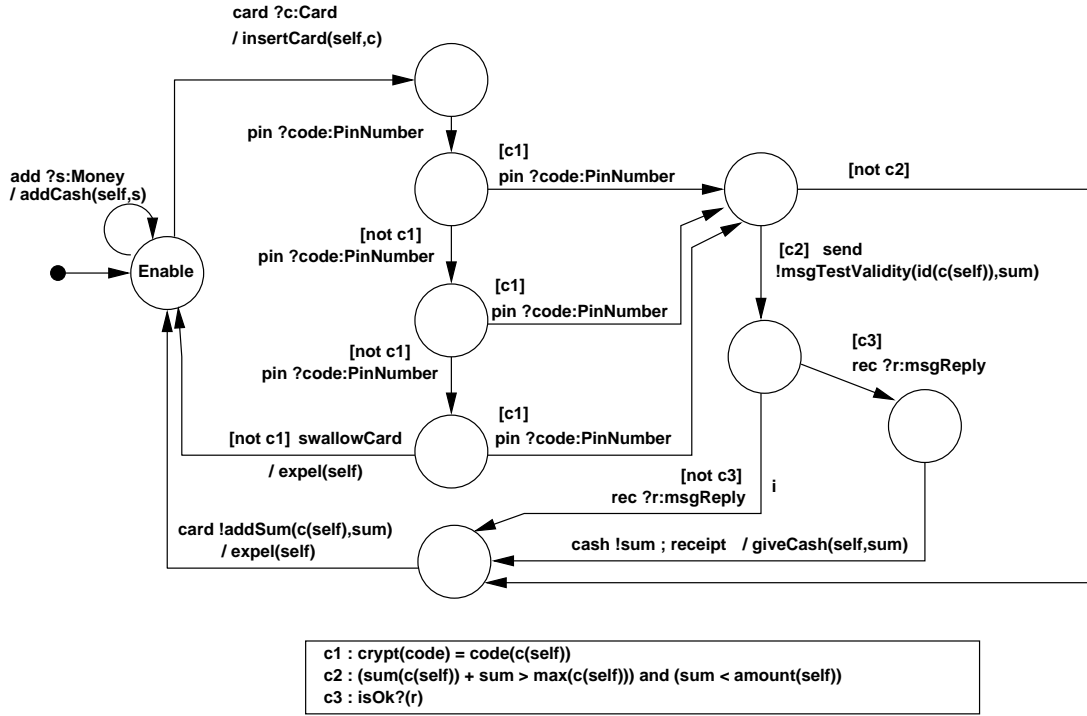 card ?c:Card
/ insertCard(self,c)
pin ?code:PinNumber
[c1]
pin ?code:PinNumber
[not c2]
add ?s:Money
/ addCash(self,s)
[not c1]
pin ?code:PinNumber
[c2] send
!msgTestValidity(id(c(self)),sum)
Enable
[c1]
pin ?code:PinNumber
[not c1]
pin ?code:PinNumber
[c3]
rec ?r:msgReply
[c1]
pin ?code:PinNumber
[not c1] swallowCard
/ expel(self)
[not c3]
rec ?r:msgReply
i
card !addSum(c(self),sum)
/ expel(self)
cash !sum ; receipt / giveCash(self,sum)
c1 : crypt(code) = code(c(self))
c2 : (sum(c(self)) + sum > max(c(self))) and (sum < amount(self))
c3 : isOk?(r)